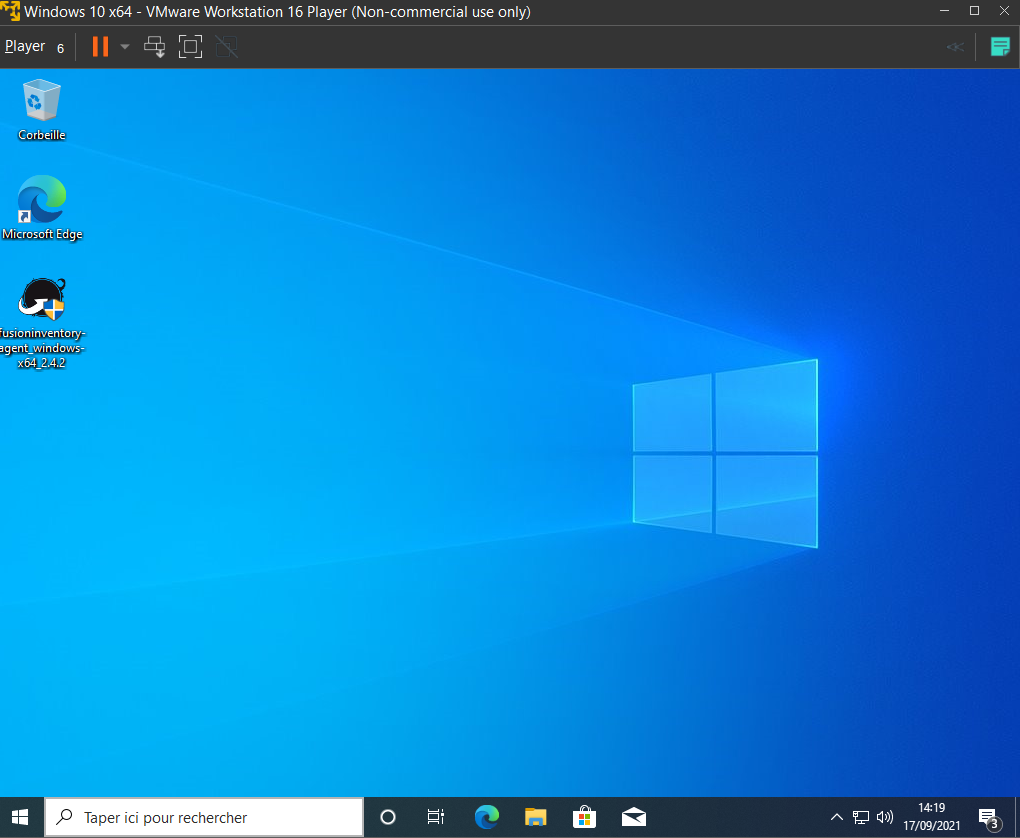 Windows 10 x64 - VMware Workstation 16 Player (Non-commercial use only)
Player 6
Corbeille
Microsoft Edge
fusioninventory-
agent_windows-
x64_2.4.2
Taper ici pour rechercher
14:19
17/09/2021
3